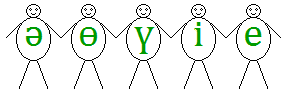 ә ө ү і е